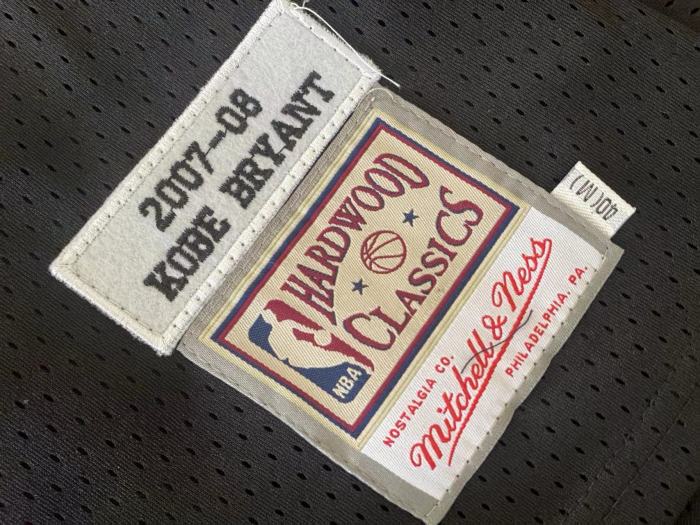 2007-08
KOBE BRYANT
HARDWOOD
CLASSICS
NBA
NOSTALGIA CO.
Mitchell & Ness
PHILADELPHIA, PA.
40(M)